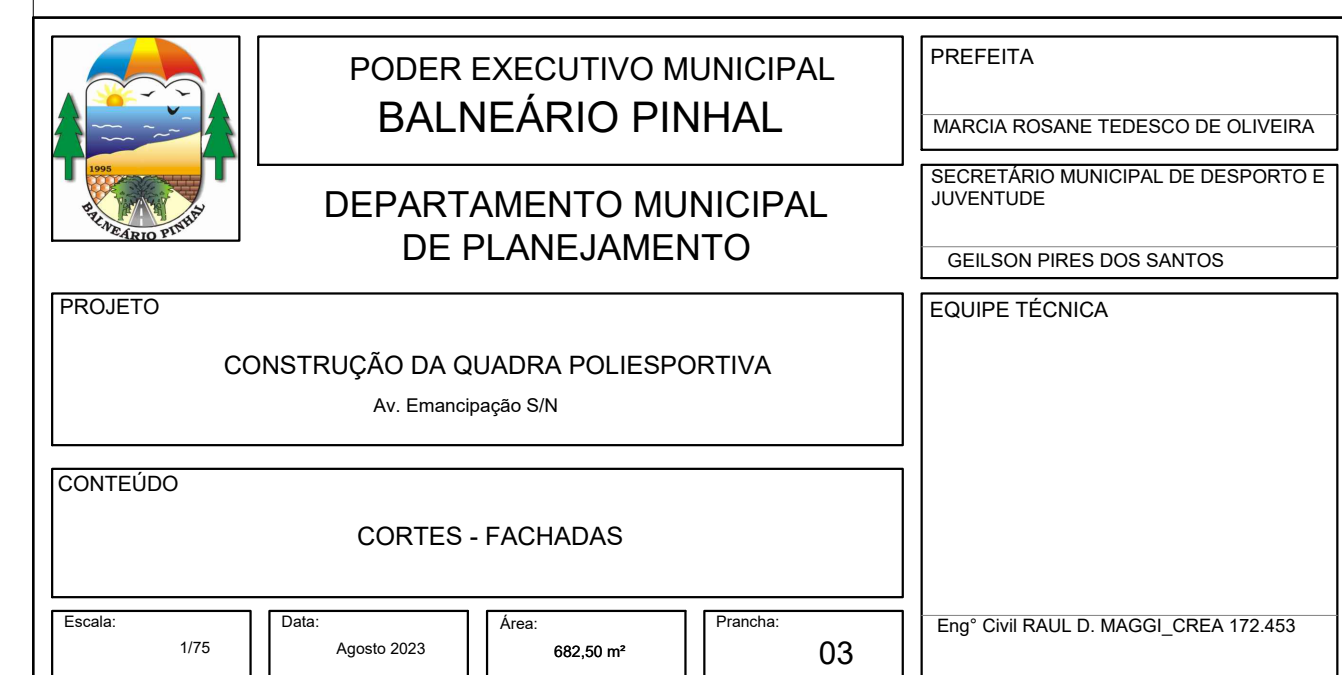 1995
BALNEÁRIO PINHAL
PODER EXECUTIVO MUNICIPAL
BALNEÁRIO PINHAL
DEPARTAMENTO MUNICIPAL
DE PLANEJAMENTO
PREFEITA
MARCIA ROSANE TEDESCO DE OLIVEIRA
SECRETÁRIO MUNICIPAL DE DESPORTO E
JUVENTUDE
GEILSON PIRES DOS SANTOS
PROJETO
CONSTRUÇÃO DA QUADRA POLIESPORTIVA
Av. Emancipação S/N
CONTEÚDO
CORTES - FACHADAS
EQUIPE TÉCNICA
Eng° Civil RAUL D. MAGGI_CREA 172.453
Escala:
1/75
Data:
Agosto 2023
Área:
682,50 m²
Prancha:
03